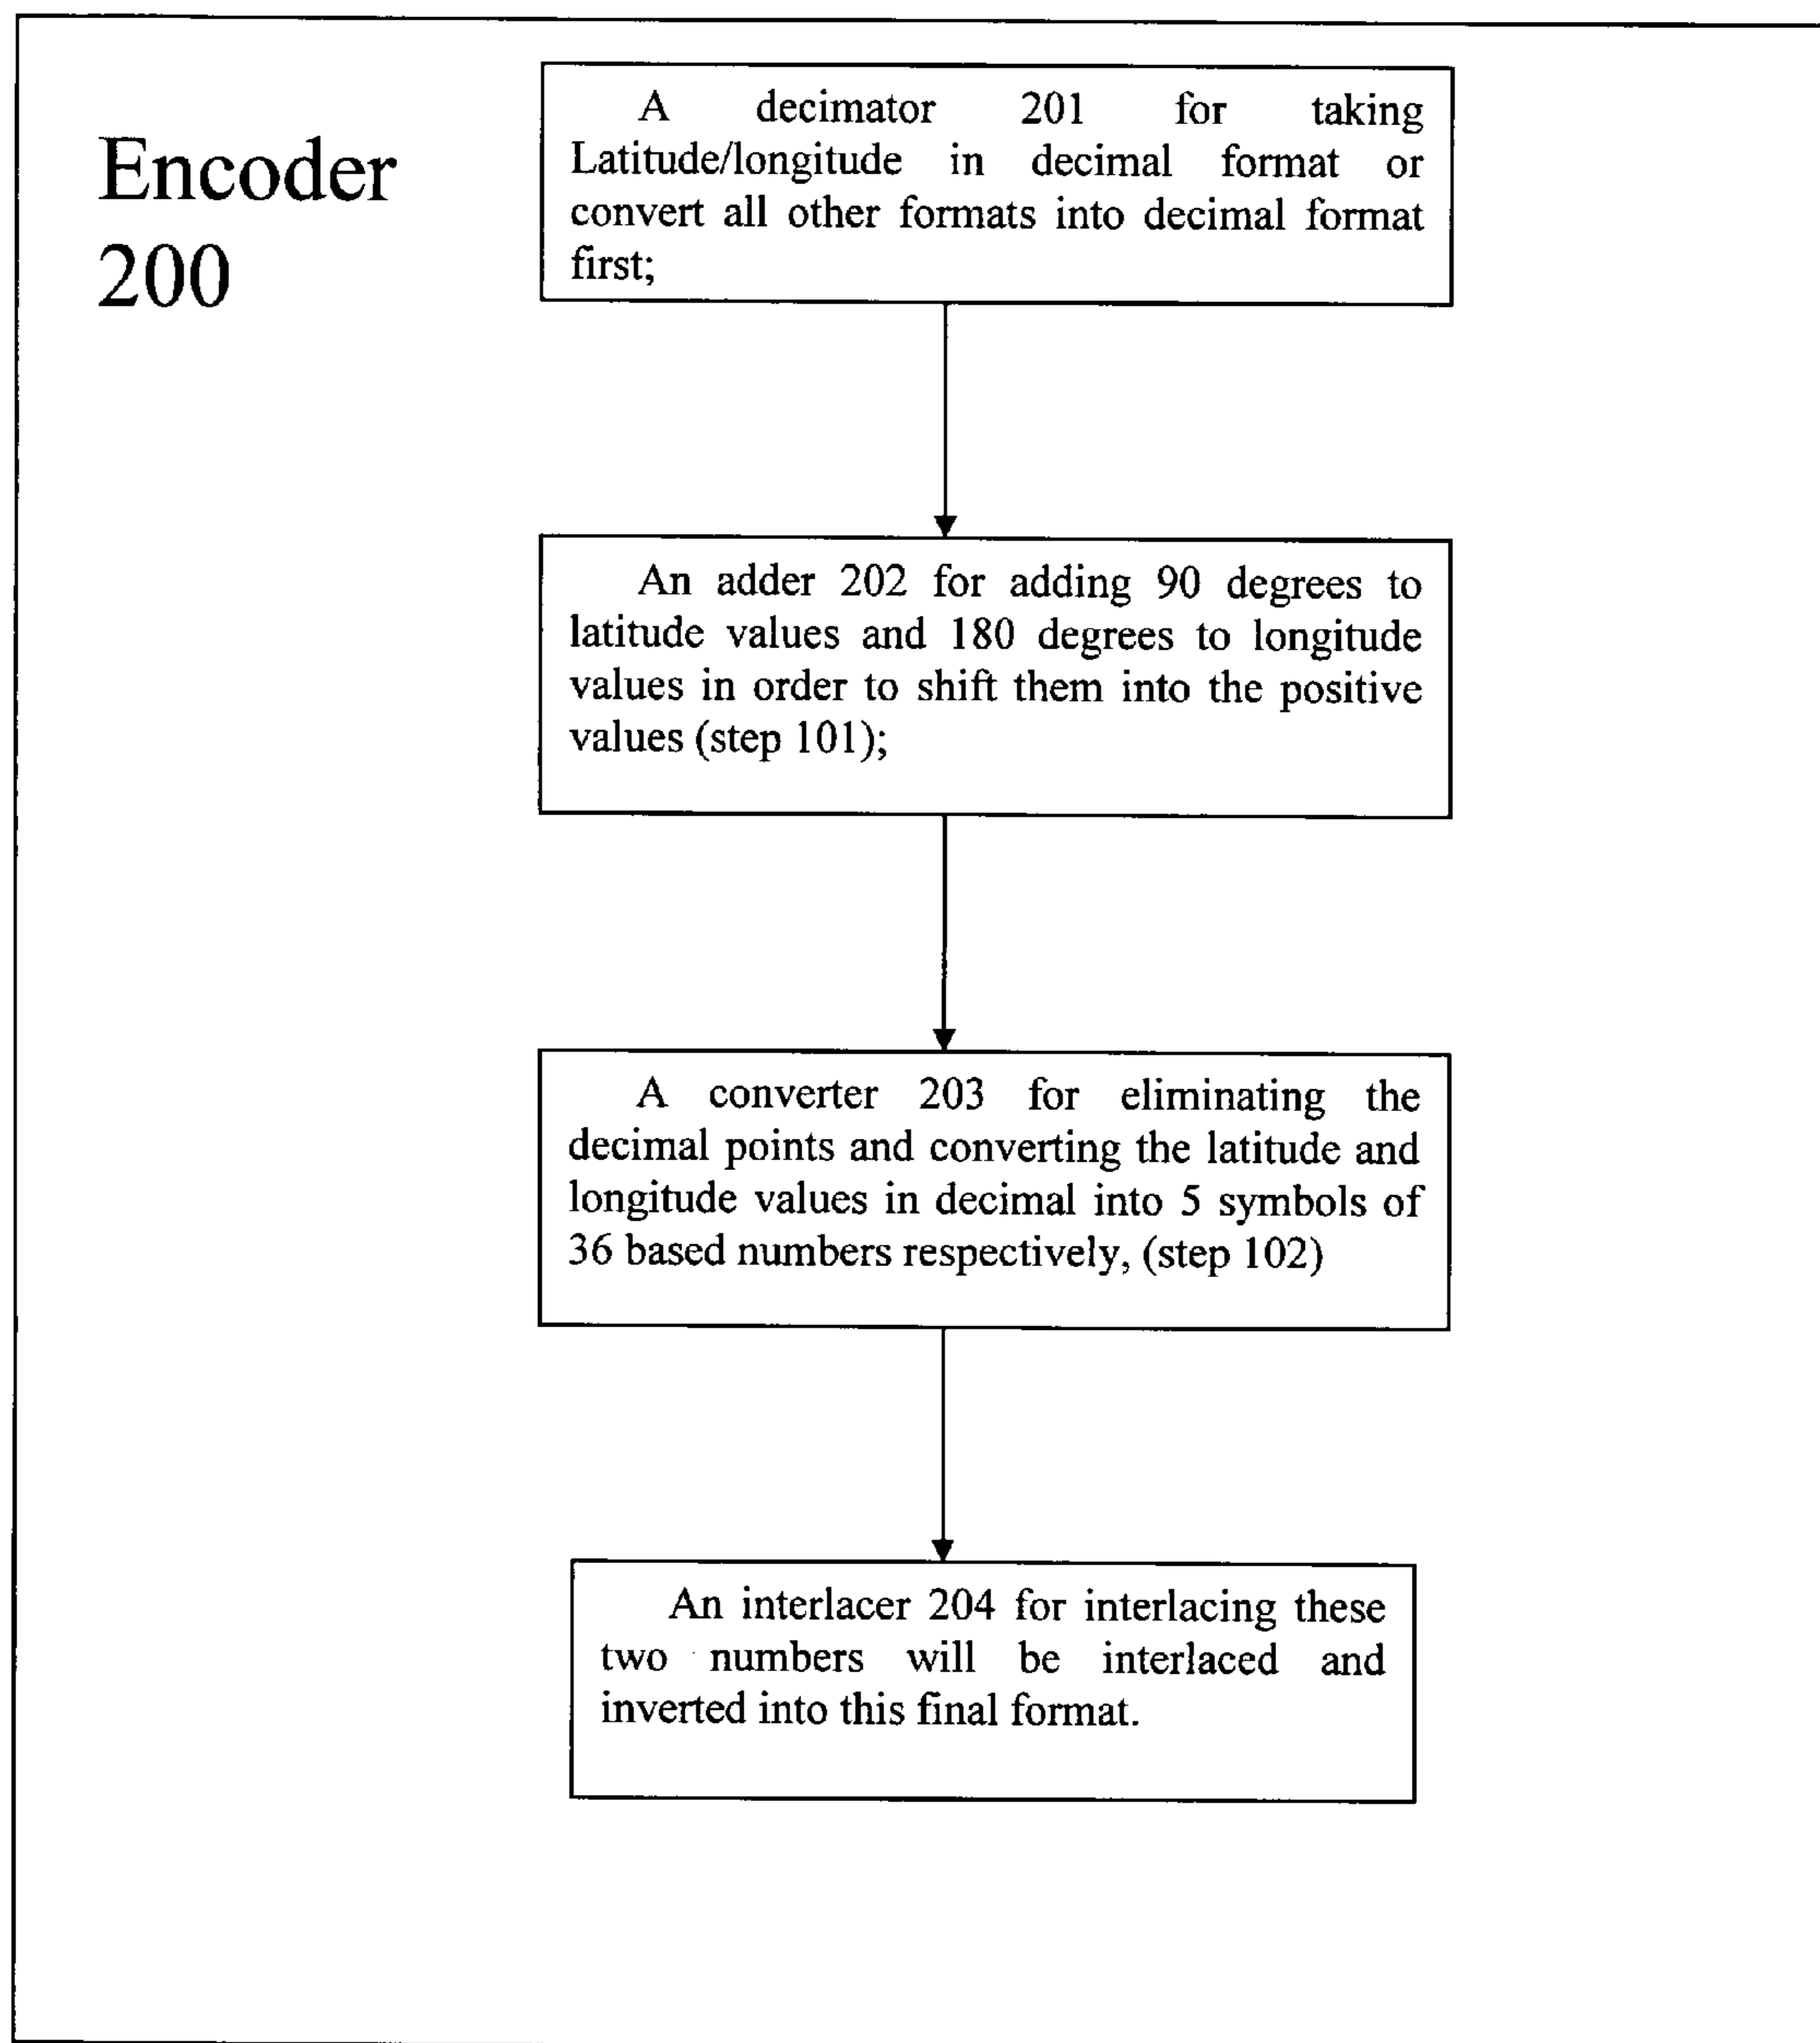 Encoder
200
A decimator 201 for taking
Latitude/longitude in decimal format or
convert all other formats into decimal format
first;
An adder 202 for adding 90 degrees to
latitude values and 180 degrees to longitude
values in order to shift them into the positive
values (step 101);
A converter 203 for eliminating the
decimal points and converting the latitude and
longitude values in decimal into 5 symbols of
36 based numbers respectively, (step 102)
An interlacer 204 for interlacing these
two numbers will be interlaced and
inverted into this final format.